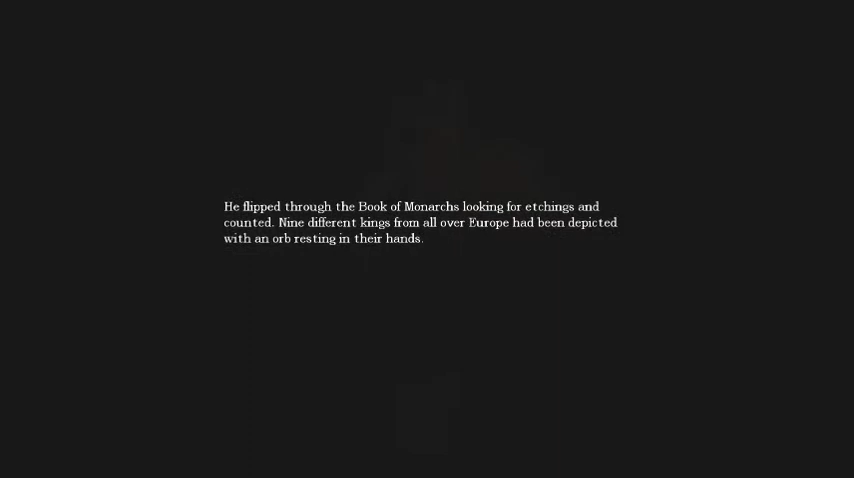 He flipped through the Book of Monarchs looking for etchings and
counted. Nine different kings from all over Europe had been depicted
with an orb resting in their hands.